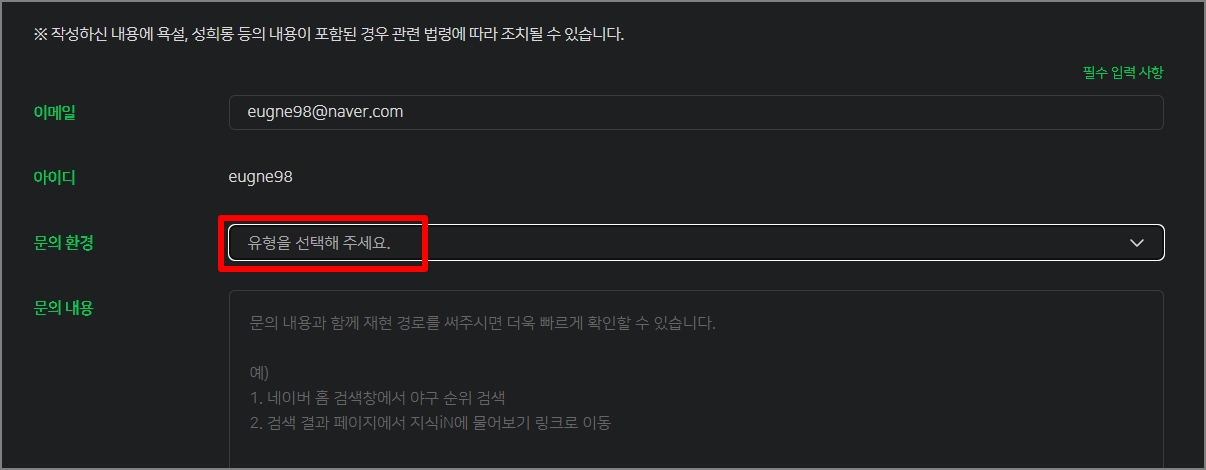 ※ 작성하신 내용에 욕설, 성희롱 등의 내용이 포함된 경우 관련 법령에 따라 조치될 수 있습니다.
필수 입력 사항
이메일
eugne98@naver.com
아이디
eugne98
문의 환경
유형을 선택해 주세요.
문의 내용
문의 내용과 함께 재현 경로를 써주시면 더욱 빠르게 확인할 수 있습니다.
예)
1. 네이버 홈 검색창에서 야구 순위 검색
2. 검색 결과 페이지에서 지식iN에 물어보기 링크로 이동